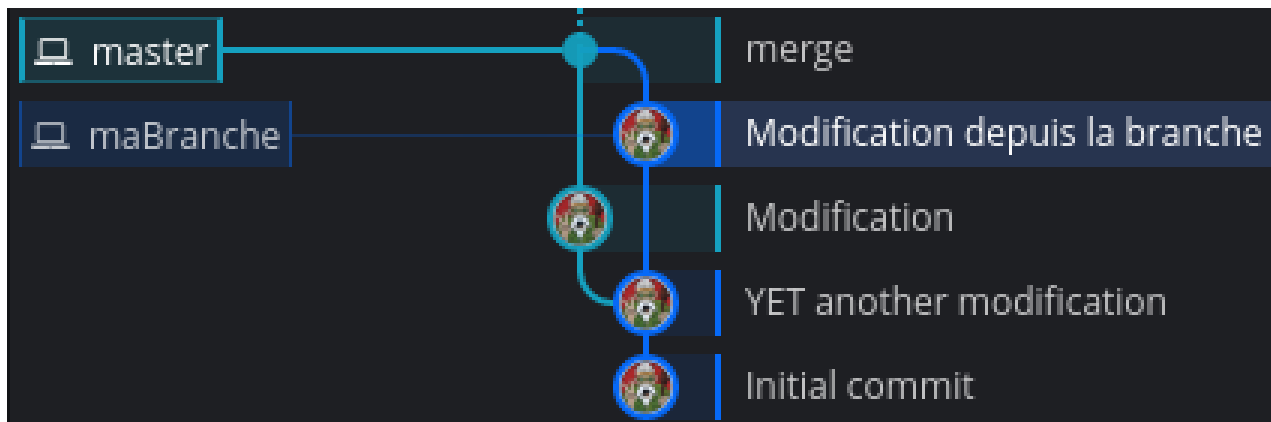 master
merge
maBranche
Modification depuis la branche
Modification
YET another modification
Initial commit